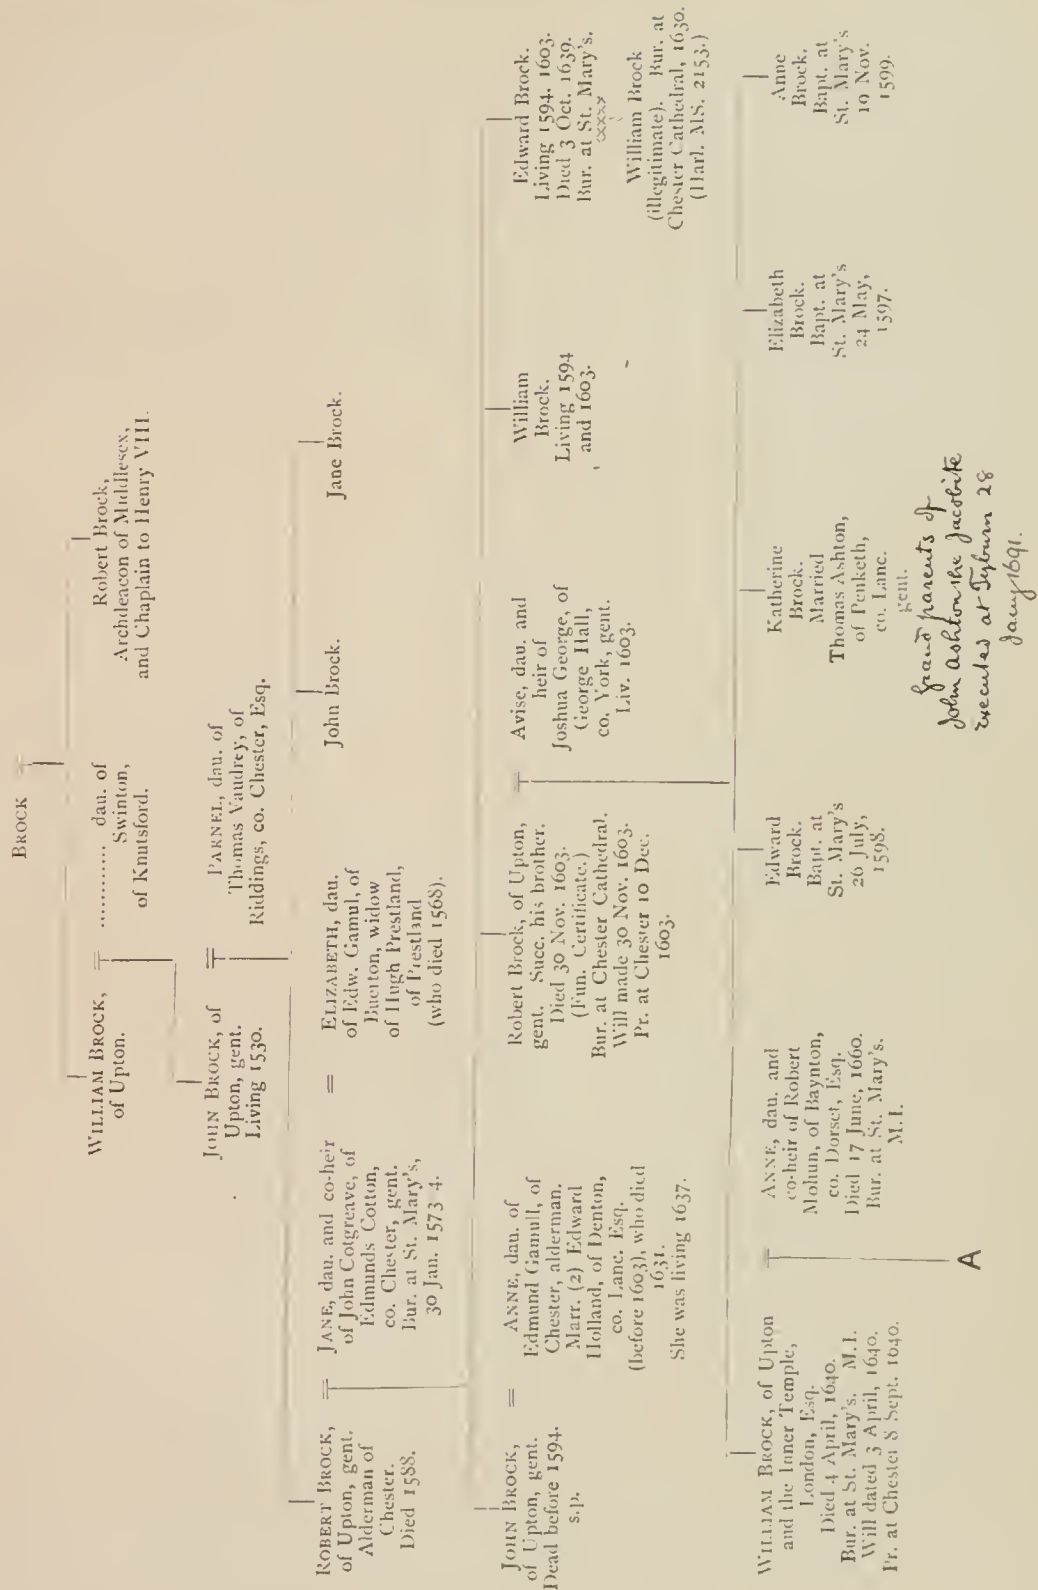 BROCK
WILLIAM BROCK,
of Upton.
=
............ dau. of
Swinton,
of Knutsford.
Robert Brock,
Archdeacon of Middlesex,
and Chaplain to Henry VIII.
JOHN BROCK, of
Upton, gent.
Living 1530.
=
PARNEL, dau. of
Thomas Vaudrey, of
Riddings, co. Chester, Esq.
ROBERT BROCK,
of Upton, gent.
Alderman of
Chester.
Died 1588.
=
JANE, dau. and co-heir
of John Cotgreave, of
Edmunds Cotton,
co. Chester, gent.
Bur. at St. Mary's,
30 Jan. 1573-4.
=
ELIZABETH, dau.
of Edw. Gamul, of
Buerton, widow
of Hugh Prestland,
of Prestland
(who died 1568).
John Brock.
Jane Brock.
JOHN BROCK,
of Upton, gent.
Dead before 1594.
s.p.
=
ANNE, dau. of
Edmund Gamull, of
Chester, alderman.
Marr. (2) Edward
Holland, of Denton,
co. Lanc. Esq.
(before 1603), who died
1631.
She was living 1637.
Robert Brock, of Upton,
gent. Succ. his brother.
Died 30 Nov. 1603.
(Fun. Certificate.)
Bur. at Chester Cathedral.
Will made 30 Nov. 1603.
Pr. at Chester 10 Dec.
1603.
=
Avise, dau. and
heir of
Joshua George, of
George Hall,
co. York, gent.
Liv. 1603.
William
Brock.
Living 1594
and 1603.
Edward Brock.
Living 1594. 1603.
Died 3 Oct. 1639.
Bur. at St. Mary's.
xxxx
William Brock
(illegitimate). Bur. at
Chester Cathedral, 1630.
(Harl. MS. 2153.)
WILLIAM BROCK, of Upton
and the Inner Temple,
London, Esq.
Died 4 April, 1640.
Bur. at St. Mary's. M.I.
Will dated 3 April, 1640.
Pr. at Chester 8 Sept. 1640.
=
ANNE, dau. and
co-heir of Robert
Mohun, of Baynton,
co. Dorset, Esq.
Died 17 June, 1660.
Bur. at St. Mary's.
M.I.
A
Edward
Brock.
Bapt. at
St. Mary's
26 July,
1598.
Katherine
Brock.
Married
Thomas Ashton,
of Penketh,
co. Lanc.
gent.
Grand parents of
John Ashton the Jacobite
executed at Tyburn 28
Jany 1691.
Elizabeth
Brock.
Bapt. at
St. Mary's
24 May,
1597.
Anne
Brock.
Bapt. at
St. Mary's
10 Nov.
1599.